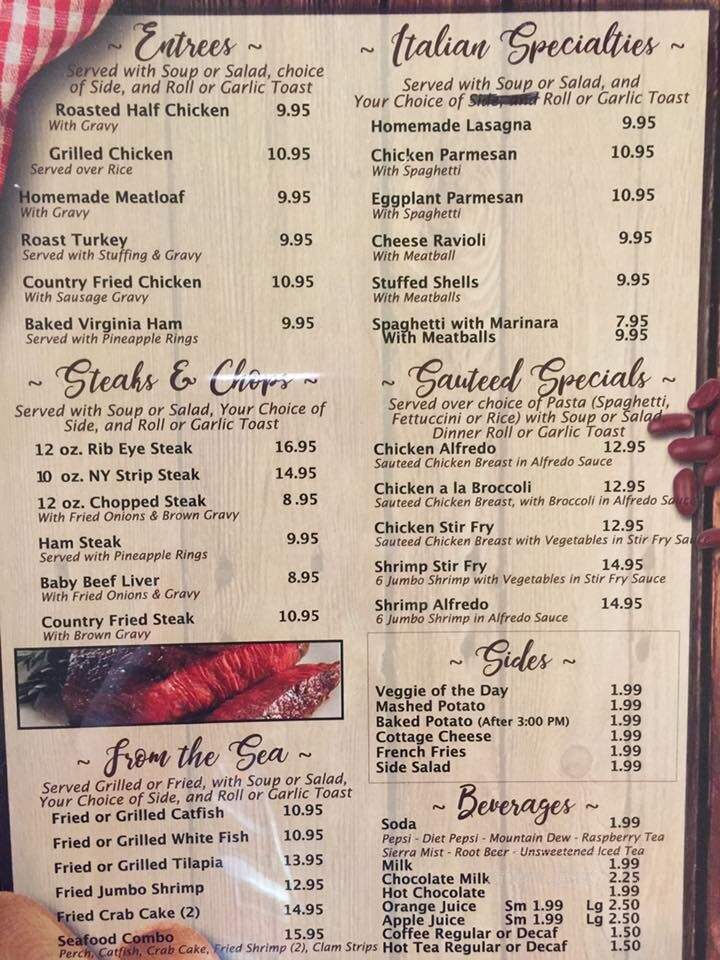 ~ Entrees ~
Served with Soup or Salad, choice
of Side, and Roll or Garlic Toast
Roasted Half Chicken 9.95
With Gravy
Grilled Chicken 10.95
Served over Rice
Homemade Meatloaf 9.95
With Gravy
Roast Turkey 9.95
Served with Stuffing & Gravy
Country Fried Chicken 10.95
With Sausage Gravy
Baked Virginia Ham 9.95
Served with Pineapple Rings
~ Steaks & Chops ~
Served with Soup or Salad, Your Choice of
Side, and Roll or Garlic Toast
12 oz. Rib Eye Steak 16.95
10 oz. NY Strip Steak 14.95
12 oz. Chopped Steak 8.95
With Fried Onions & Brown Gravy
Ham Steak 9.95
Served with Pineapple Rings
Baby Beef Liver 8.95
With Fried Onions & Gravy
Country Fried Steak 10.95
With Brown Gravy
~ From the Sea ~
Served Grilled or Fried, with Soup or Salad,
Your Choice of Side, and Roll or Garlic Toast
Fried or Grilled Catfish 10.95
Fried or Grilled White Fish 10.95
Fried or Grilled Tilapia 13.95
Fried Jumbo Shrimp 12.95
Fried Crab Cake (2) 14.95
Seafood Combo 15.95
Perch, Catfish, Crab Cake, Fried Shrimp (2), Clam Strips
~ Italian Specialties ~
Served with Soup or Salad, and
Your Choice of Side, and Roll or Garlic Toast
Homemade Lasagna 9.95
Chicken Parmesan 10.95
With Spaghetti
Eggplant Parmesan 10.95
With Spaghetti
Cheese Ravioli 9.95
With Meatball
Stuffed Shells 9.95
With Meatballs
Spaghetti with Marinara 7.95
With Meatballs 9.95
~ Sauteed Specials ~
Served over choice of Pasta (Spaghetti,
Fettuccini or Rice) with Soup or Salad
Dinner Roll or Garlic Toast
Chicken Alfredo 12.95
Sauteed Chicken Breast in Alfredo Sauce
Chicken a la Broccoli 12.95
Sauteed Chicken Breast, with Broccoli in Alfredo Sauce
Chicken Stir Fry 12.95
Sauteed Chicken Breast with Vegetables in Stir Fry Sau
Shrimp Stir Fry 14.95
6 Jumbo Shrimp with Vegetables in Stir Fry Sauce
Shrimp Alfredo 14.95
6 Jumbo Shrimp in Alfredo Sauce
~ Sides ~
Veggie of the Day 1.99
Mashed Potato 1.99
Baked Potato (After 3:00 PM) 1.99
Cottage Cheese 1.99
French Fries 1.99
Side Salad 1.99
~ Beverages ~
Soda 1.99
Pepsi - Diet Pepsi - Mountain Dew - Raspberry Tea
Sierra Mist - Root Beer - Unsweetened Iced Tea
Milk 1.99
Chocolate Milk 2.25
Hot Chocolate 1.99
Orange Juice Sm 1.99 Lg 2.50
Apple Juice Sm 1.99 Lg 2.50
Coffee Regular or Decaf 1.50
Hot Tea Regular or Decaf 1.50